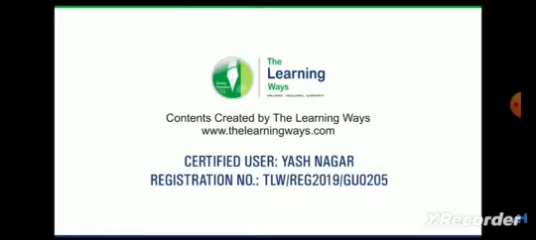 The
Learning
Ways
Contents Created by The Learning Ways
www.thelearningways.com
CERTIFIED USER: YASH NAGAR
REGISTRATION NO.: TLW/REG2019/GU0205
XRecorder